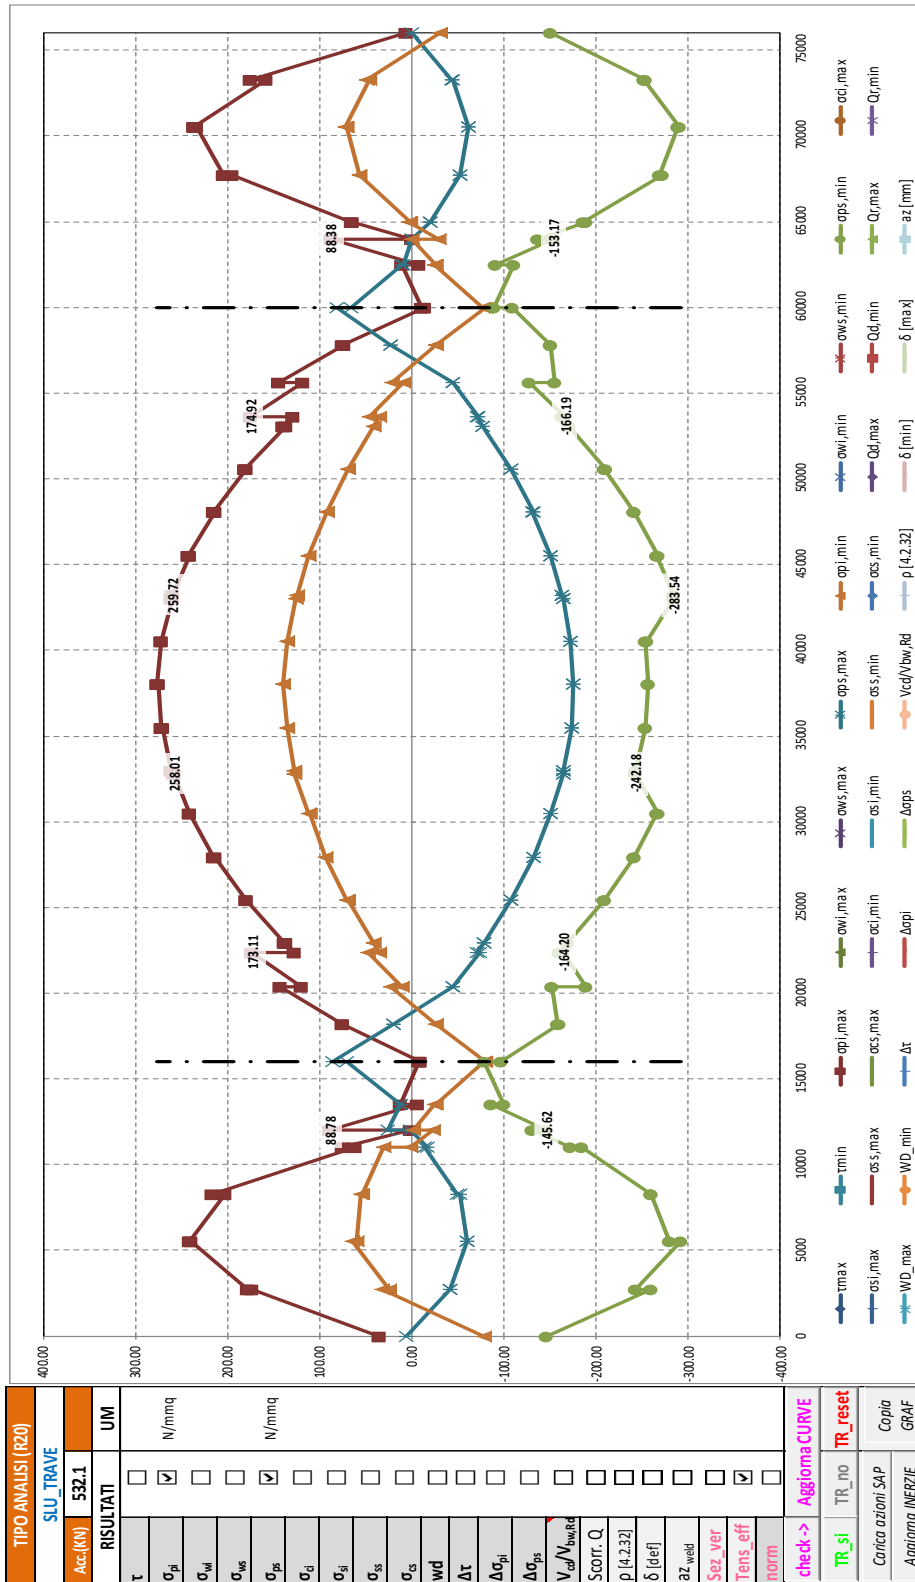 TIPO ANALISI (R20)
SLU_TRAVE
Acc.(KN) 532.1
RISULTATI UM
τ
σpi N/mmq
σwi
σws
σps N/mmq
σci
σsi
σss
σcs
wd
Δτ
Δσpi
Δσps
Vcd/Vbw,Rd
Scorr. Q
ρ [4.2.32]
δ [def]
az weld
Sez_ver
Tens_eff
norm
check -> Aggiorna CURVE
TR_si TR_no TR_reset
Carica azioni SAP Copia GRAF
Aggiorna INERZIE
400.00
300.00
200.00
100.00
0.00
-100.00
-200.00
-300.00
-400.00
0 5000 10000 15000 20000 25000 30000 35000 40000 45000 50000 55000 60000 65000 70000 75000
88.78
173.11
258.01
259.72
174.92
88.38
-145.62
-164.20
-242.18
-283.54
-166.19
-153.17
τmax τmin σpi,max σwi,max σws,max σps,max σpi,min σwi,min σws,min σps,min σci,max
σsi,max σss,max σcs,max σci,min σsi,min σss,min σcs,min Qd,max Qd,min Qr,max Qr,min
WD_max WD_min Δτ Δσpi Δσps Vcd/Vbw,Rd ρ [4.2.32] δ [min] δ [max] az [mm]